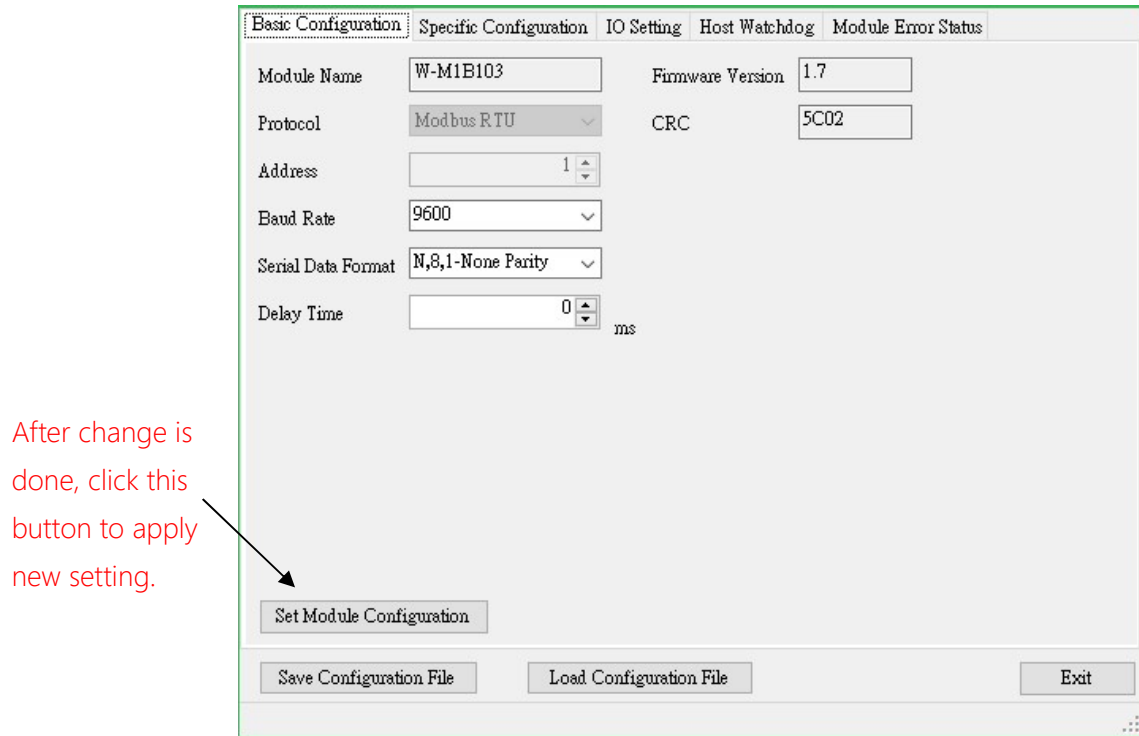 Basic Configuration Specific Configuration IO Setting Host Watchdog Module Error Status
Module Name W-M1B103 Firmware Version 1.7
Protocol Modbus RTU CRC 5C02
Address 1
Baud Rate 9600
Serial Data Format N,8,1-None Parity
Delay Time 0 ms
After change is
done, click this
button to apply
new setting.
Set Module Configuration
Save Configuration File Load Configuration File Exit